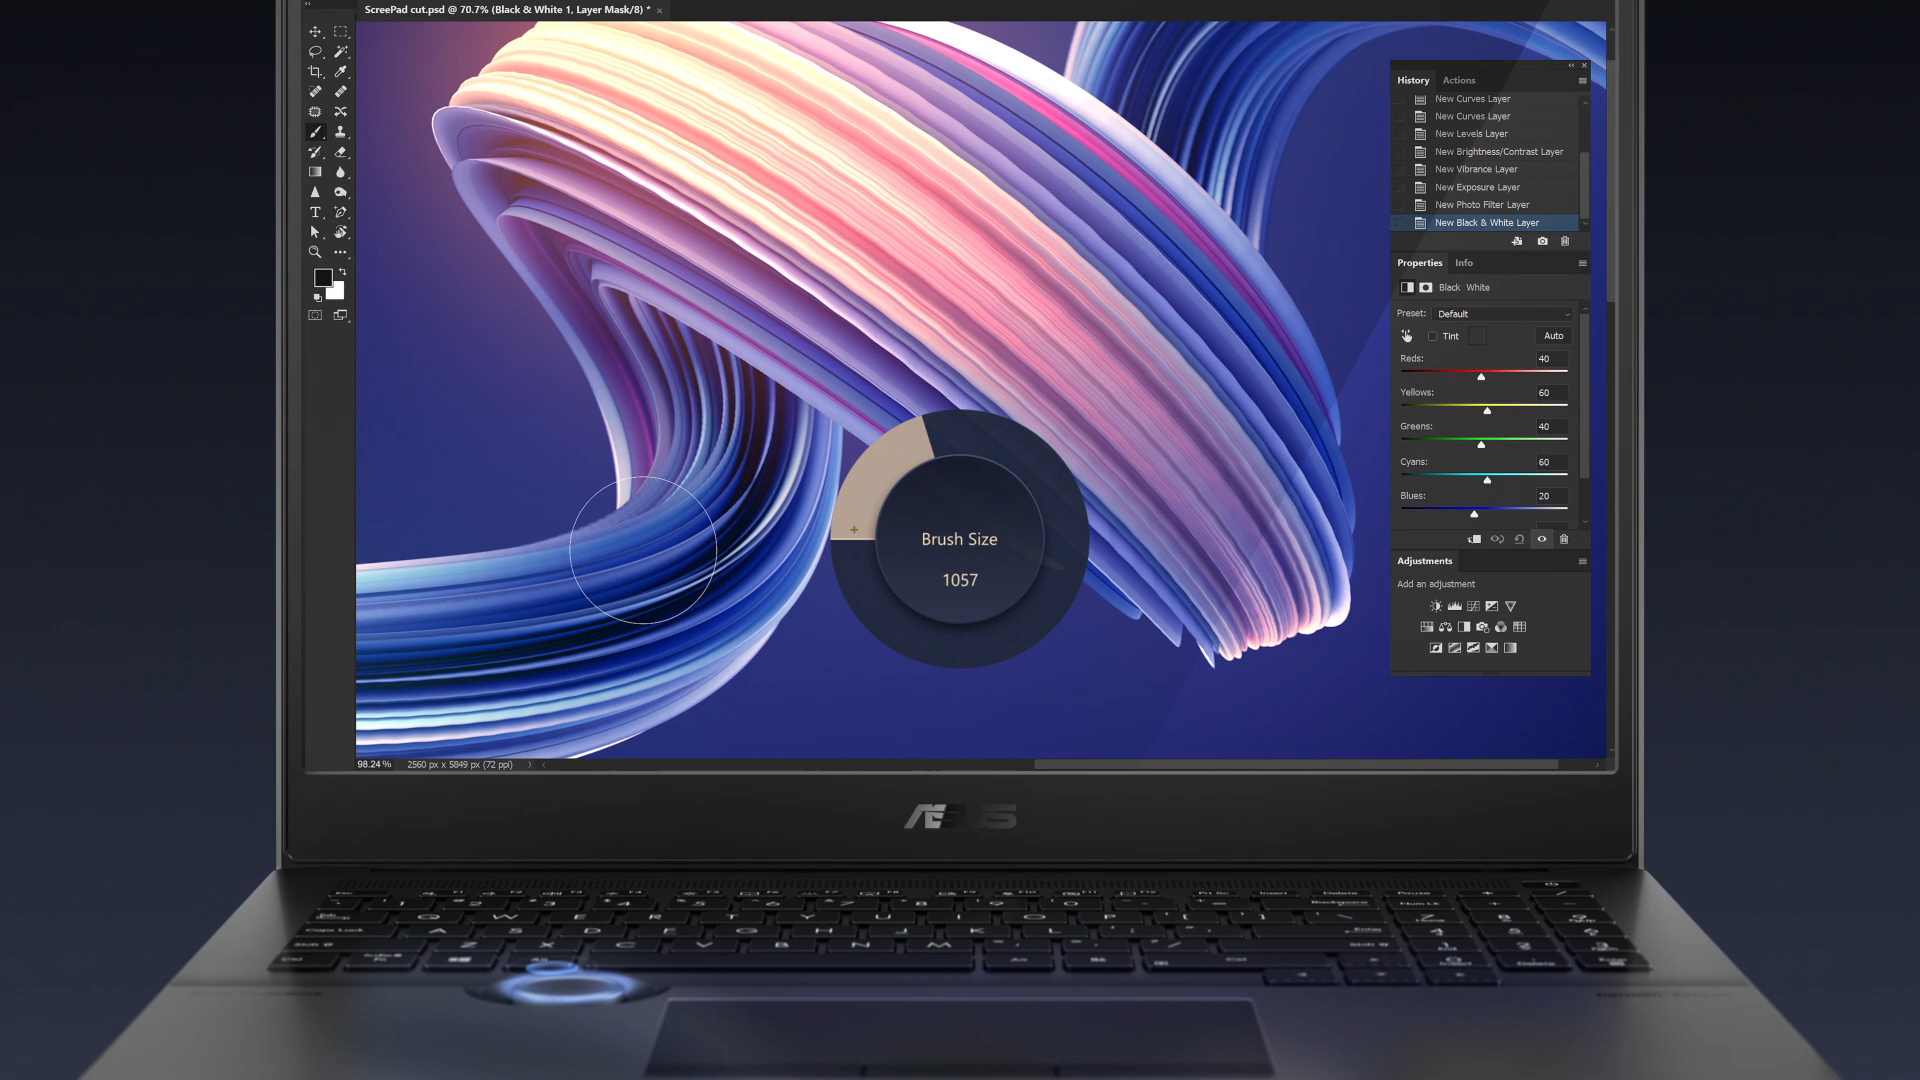 ScreePad cut.psd @ 70.7% (Black & White 1, Layer Mask/8) *
History
Actions
New Curves Layer
New Curves Layer
New Levels Layer
New Brightness/Contrast Layer
New Vibrance Layer
New Exposure Layer
New Photo Filter Layer
New Black & White Layer
Properties
Info
Black White
Preset: Default
Tint
Auto
Reds: 40
Yellows: 60
Greens: 40
Cyans: 60
Blues: 20
Adjustments
Add an adjustment
Brush Size
1057
98.24% 2560 px x 5849 px (72 ppi)
ASUS
Q W E R T Y U I O P
A S D F G H J K L
Z X C V B N M